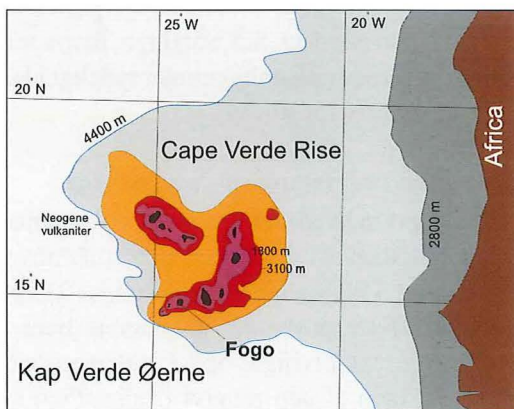 25°W
20°W
20°N
4400 m
Cape Verde Rise
Africa
Neogene
vulkaniter
1800 m
3100 m
2800 m
15°N
Fogo
Kap Verde Øerne